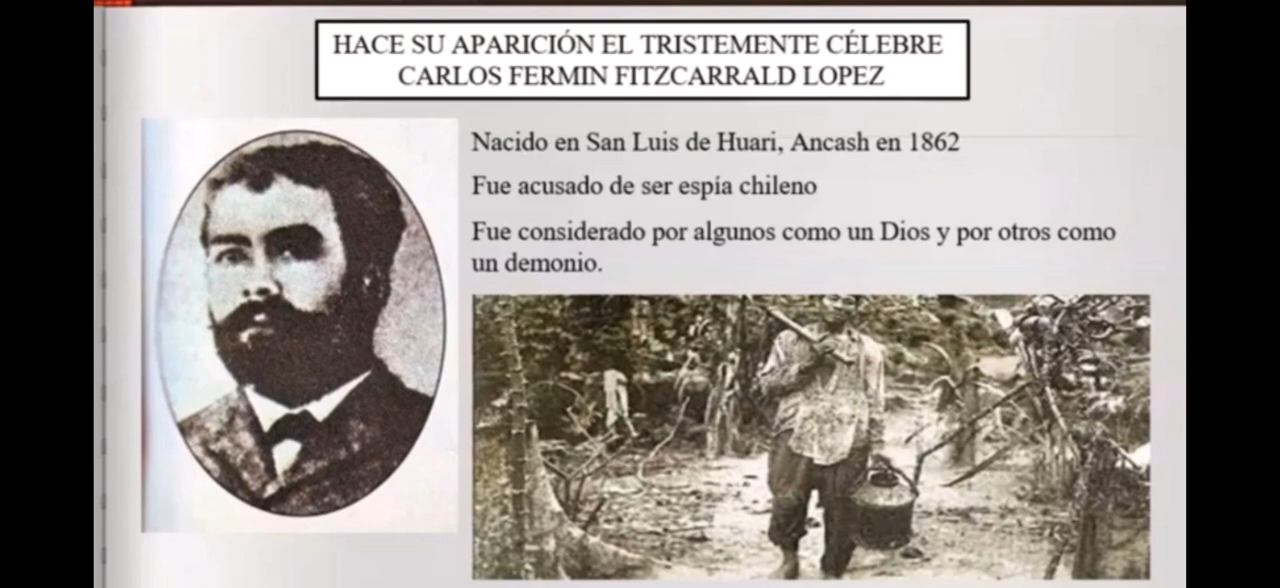 HACE SU APARICIÓN EL TRISTEMENTE CÉLEBRE
CARLOS FERMIN FITZCARRALD LOPEZ
Nacido en San Luis de Huari, Ancash en 1862
Fue acusado de ser espía chileno
Fue considerado por algunos como un Dios y por otros como
un demonio.